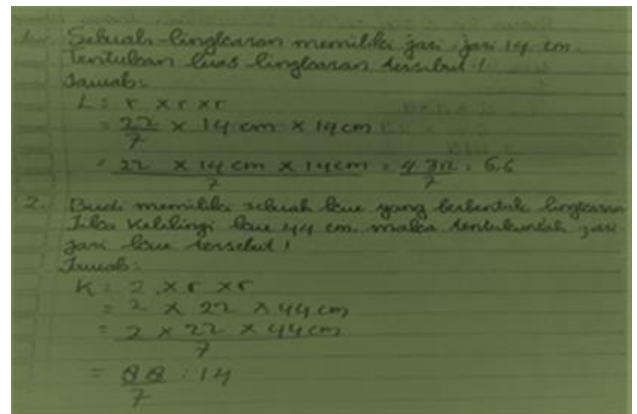 1. Sebuah lingkaran memiliki jari-jari 14 cm.
Tentukan luas lingkaran tersebut!
Jawab:
L = r x r x r
= 22/7 x 14 cm x 14 cm
= 22 x 14 cm x 14 cm / 7 = /7 = 6.6
2. Budi memiliki sebuah kue yang berbentuk lingkaran
Jika Kelilingi kue 44 cm. maka tentukanlah jari
jari kue tersebut!
Jawab:
K = 2 x r x r
= 2 x 22 x 44 cm
= 2 x 22 x 44 cm / 7
= 88/7 : 14